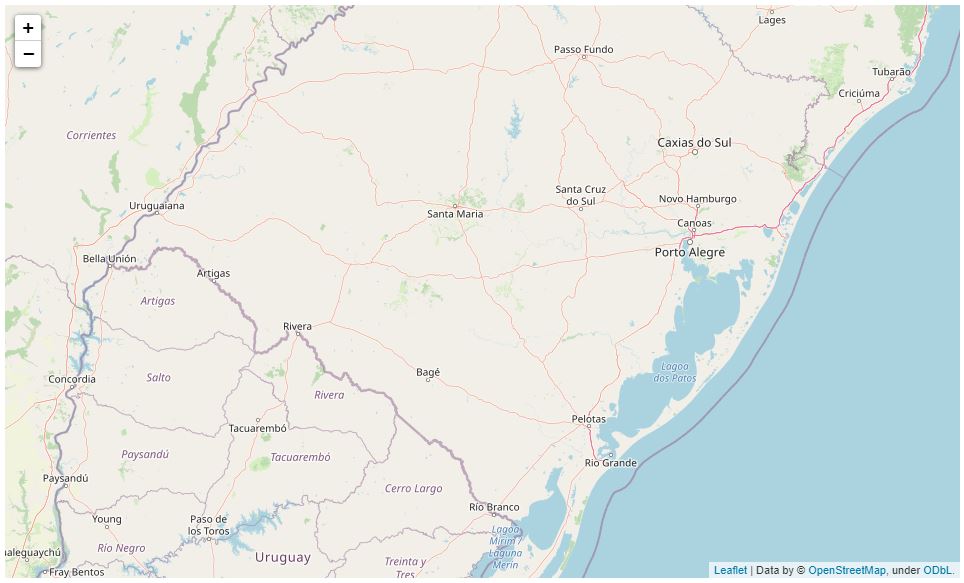 +
−
Lages
Passo Fundo
Tubarão
Criciúma
Corrientes
Caxias do Sul
Santa Cruz
do Sul
Novo Hamburgo
Uruguaiana
Santa Maria
Canoas
Porto Alegre
Bella Unión
Artigas
Artigas
Rivera
Lagoa
dos Patos
Concordia
Salto
Bagé
Rivera
Pelotas
Tacuarembó
Paysandú
Tacuarembó
Rio Grande
Paysandú
Cerro Largo
Río Branco
Young
Paso de
los Toros
Lagoa
Mirim /
Laguna
Merín
Río Negro
ualeguaychú
Uruguay
Treinta y
Tres
Fray Bentos
Leaflet | Data by © OpenStreetMap, under ODbL.